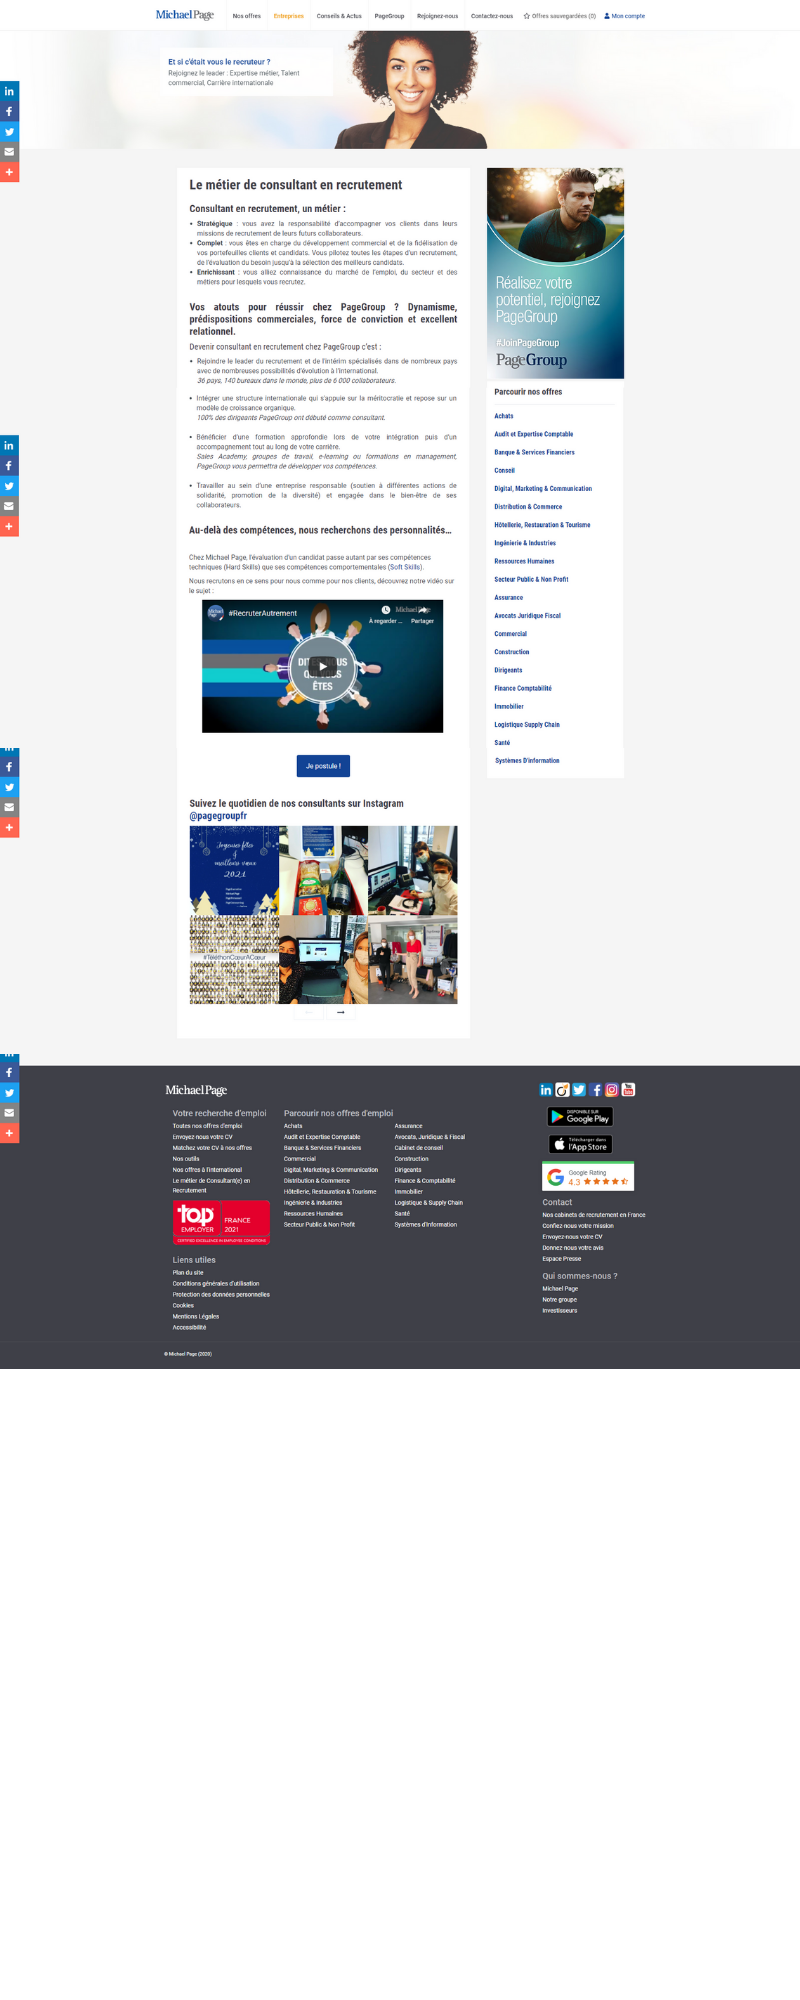 Michael Page
Nos offres
Entreprises
Conseils & Actus
PageGroup
Rejoignez-nous
Contactez-nous
Offres sauvegardées (0)
Mon compte
Et si c'était vous le recruteur ?
Rejoignez le leader : Expertise métier, Talent
commercial, Carrière internationale
Le métier de consultant en recrutement
Consultant en recrutement, un métier :
• Stratégique : vous avez la responsabilité d'accompagner vos clients dans leurs
missions de recrutement de leurs futurs collaborateurs.
• Complet : vous êtes en charge du développement commercial et de la fidélisation de
vos portefeuilles clients et candidats. Vous pilotez toutes les étapes d'un recrutement,
de l'évaluation du besoin jusqu'à la sélection des meilleurs candidats.
• Enrichissant : vous alliez connaissance du marché de l'emploi, du secteur et des
métiers pour lesquels vous recrutez.
Vos atouts pour réussir chez PageGroup ? Dynamisme,
prédispositions commerciales, force de conviction et excellent
relationnel.
Devenir consultant en recrutement chez PageGroup c'est :
• Rejoindre le leader du recrutement et de l'intérim spécialisés dans de nombreux pays
avec de nombreuses possibilités d'évolution à l'international.
36 pays, 140 bureaux dans le monde, plus de 6 000 collaborateurs.
• Intégrer une structure internationale qui s'appuie sur la méritocratie et repose sur un
modèle de croissance organique.
100% des dirigeants PageGroup ont débuté comme consultant.
• Bénéficier d'une formation approfondie lors de votre intégration puis d'un
accompagnement tout au long de votre carrière.
Sales Academy, groupes de travail, e-learning ou formations en management,
PageGroup vous permettra de développer vos compétences.
• Travailler au sein d'une entreprise responsable (soutien à différentes actions de
solidarité, promotion de la diversité) et engagée dans le bien-être de ses
collaborateurs.
Au-delà des compétences, nous recherchons des personnalités...
Chez Michael Page, l'évaluation d'un candidat passe autant par ses compétences
techniques (Hard Skills) que ses compétences comportementales (Soft Skills).
Nous recrutons en ce sens pour nous comme pour nos clients, découvrez notre vidéo sur
le sujet :
#RecruterAutrement
À regarder ...
Partager
ÊTES
Je postule !
Suivez le quotidien de nos consultants sur Instagram
@pagegroupfr
Joyeuses fêtes
&
meilleurs vœux
2021
#TéléthonCœurACœur
Réalisez votre
potentiel, rejoignez
PageGroup
#JoinPageGroup
PageGroup
Parcourir nos offres
Achats
Audit et Expertise Comptable
Banque & Services Financiers
Conseil
Digital, Marketing & Communication
Distribution & Commerce
Hôtellerie, Restauration & Tourisme
Ingénierie & Industries
Ressources Humaines
Secteur Public & Non Profit
Assurance
Avocats Juridique Fiscal
Commercial
Construction
Dirigeants
Finance Comptabilité
Immobilier
Logistique Supply Chain
Santé
Systèmes D'information
Michael Page
Votre recherche d'emploi
Toutes nos offres d'emploi
Envoyez nous votre CV
Matchez votre CV à nos offres
Nos outils
Nos offres à l'international
Le métier de Consultant(e) en
Recrutement
top
EMPLOYER
FRANCE
2021
CERTIFIED EXCELLENCE IN EMPLOYEE CONDITIONS
Liens utiles
Plan du site
Conditions générales d'utilisation
Protection des données personnelles
Cookies
Mentions Légales
Accessibilité
Parcourir nos offres d'emploi
Achats
Audit et Expertise Comptable
Banque & Services Financiers
Commercial
Digital, Marketing & Communication
Distribution & Commerce
Hôtellerie, Restauration & Tourisme
Ingénierie & Industries
Ressources Humaines
Secteur Public & Non Profit
Assurance
Avocats, Juridique & Fiscal
Cabinet de conseil
Construction
Dirigeants
Finance & Comptabilité
Immobilier
Logistique & Supply Chain
Santé
Systèmes d'Information
DISPONIBLE SUR
Google Play
Télécharger dans
l'App Store
Google Rating
4.3
Contact
Nos cabinets de recrutement en France
Confiez-nous votre mission
Envoyez-nous votre CV
Donnez-nous votre avis
Espace Presse
Qui sommes-nous ?
Michael Page
Notre groupe
Investisseurs
© Michael Page (2020)